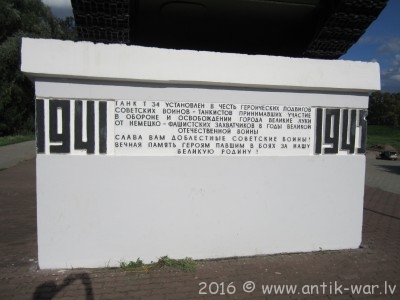 1941
ТАНК Т 34 УСТАНОВЛЕН В ЧЕСТЬ ГЕРОИЧЕСКИХ ПОДВИГОВ
СОВЕТСКИХ ВОИНОВ - ТАНКИСТОВ ПРИНИМАВШИХ УЧАСТИЕ
В ОБОРОНЕ И ОСВОБОЖДЕНИИ ГОРОДА ВЕЛИКИЕ ЛУКИ
ОТ НЕМЕЦКО - ФАШИСТСКИХ ЗАХВАТЧИКОВ В ГОДЫ ВЕЛИКОЙ
ОТЕЧЕСТВЕННОЙ ВОЙНЫ
СЛАВА ВАМ ДОБЛЕСТНЫЕ СОВЕТСКИЕ ВОИНЫ!
ВЕЧНАЯ ПАМЯТЬ ГЕРОЯМ ПАВШИМ В БОЯХ ЗА НАШУ
ВЕЛИКУЮ РОДИНУ!
1945
2016 © www.antik-war.lv